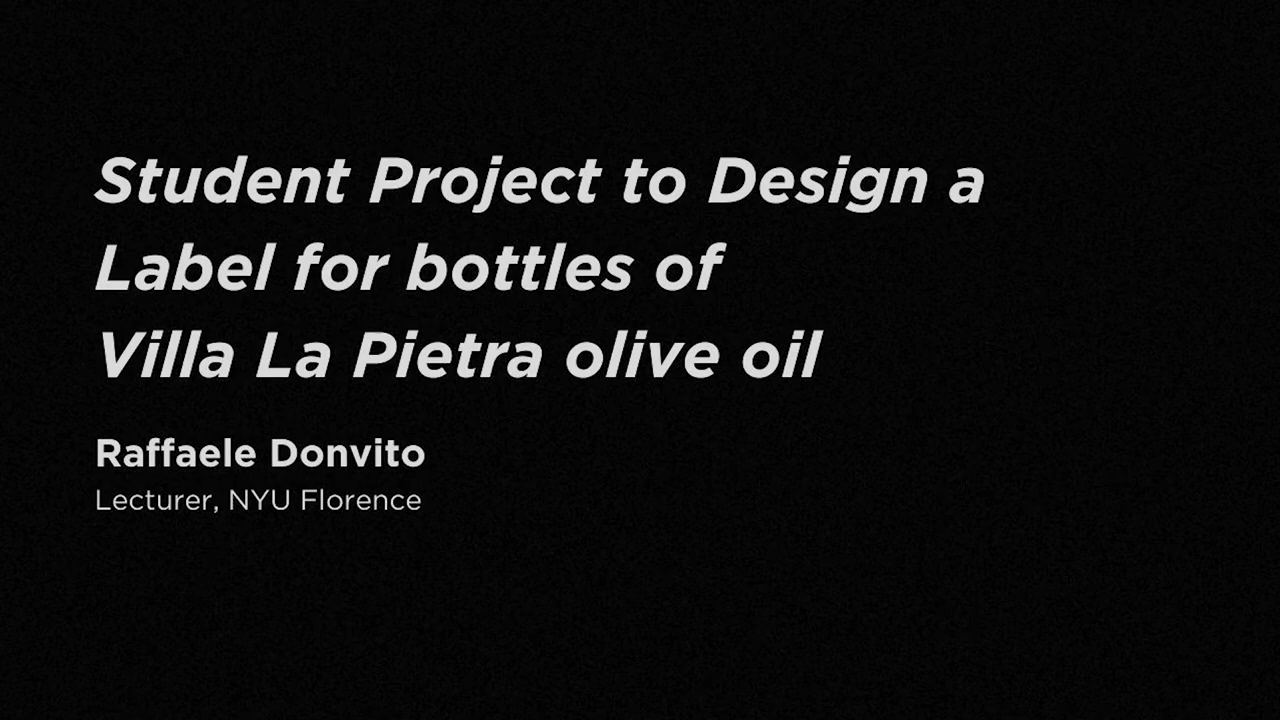 Student Project to Design a
Label for bottles of
Villa La Pietra olive oil
Raffaele Donvito
Lecturer, NYU Florence